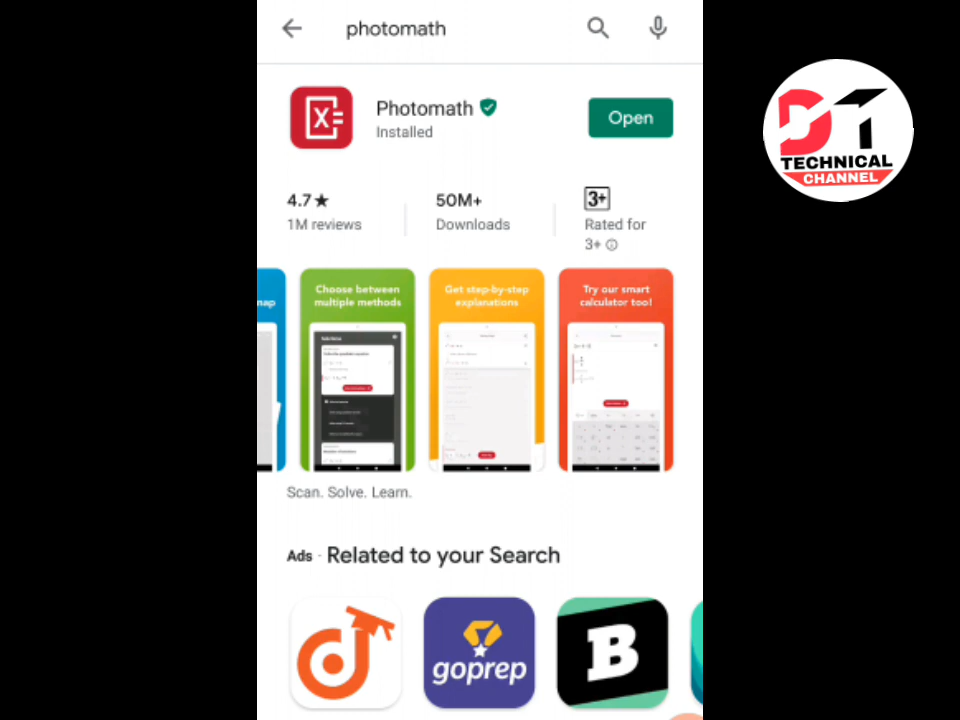 photomath
DT
TECHNICAL
CHANNEL
X=
Photomath
Installed
Open
4.7★
1M reviews
50M+
Downloads
3+
Rated for
3+
nap
Choose between
multiple methods
Get step-by-step
explanations
Try our smart
calculator too!
Scan. Solve. Learn.
Ads · Related to your Search
goprep
B